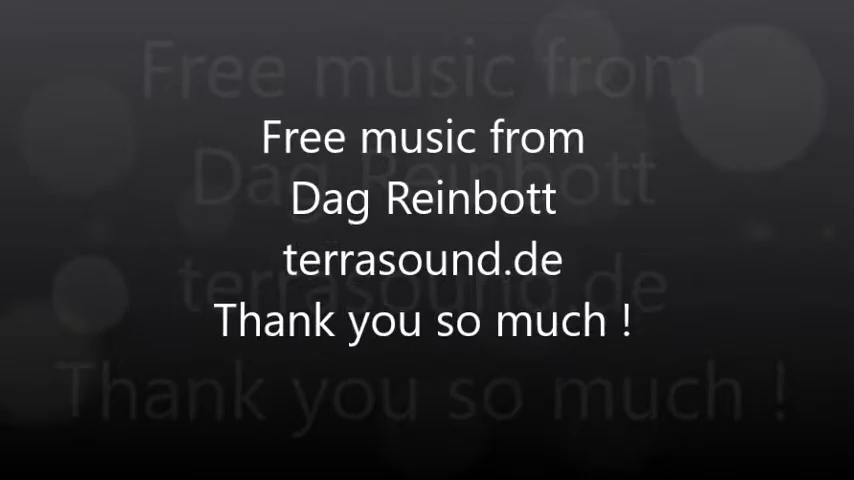 Free music from
Dag Reinbott
terrasound.de
Thank you so much !